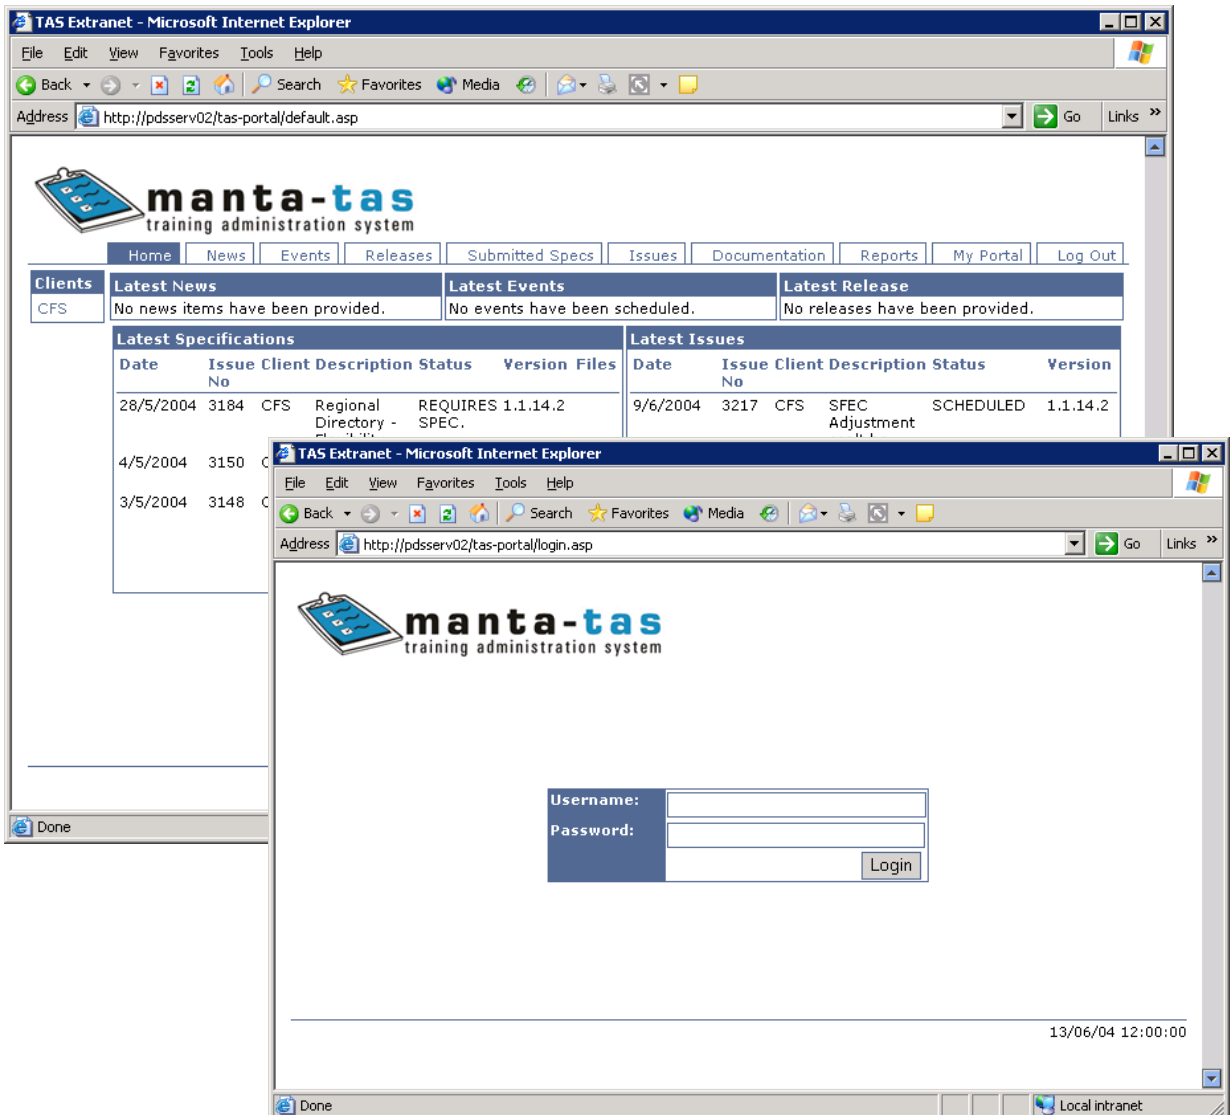 TAS Extranet - Microsoft Internet Explorer
File Edit View Favorites Tools Help
Back Search Favorites Media
Address http://pdsserv02/tas-portal/default.asp Go Links »
manta-tas
training administration system
Home News Events Releases Submitted Specs Issues Documentation Reports My Portal Log Out
Clients
CFS
Latest News Latest Events Latest Release
No news items have been provided. No events have been scheduled. No releases have been provided.
Latest Specifications Latest Issues
Date Issue No Client Description Status Version Files Date Issue No Client Description Status Version
28/5/2004 3184 CFS Regional REQUIRES 1.1.14.2 9/6/2004 3217 CFS SFEC SCHEDULED 1.1.14.2
Directory - SPEC. Adjustment
4/5/2004 3150
3/5/2004 3148
Done
TAS Extranet - Microsoft Internet Explorer
File Edit View Favorites Tools Help
Back Search Favorites Media
Address http://pdsserv02/tas-portal/login.asp Go Links »
manta-tas
training administration system
Username:
Password:
Login
13/06/04 12:00:00
Done Local intranet